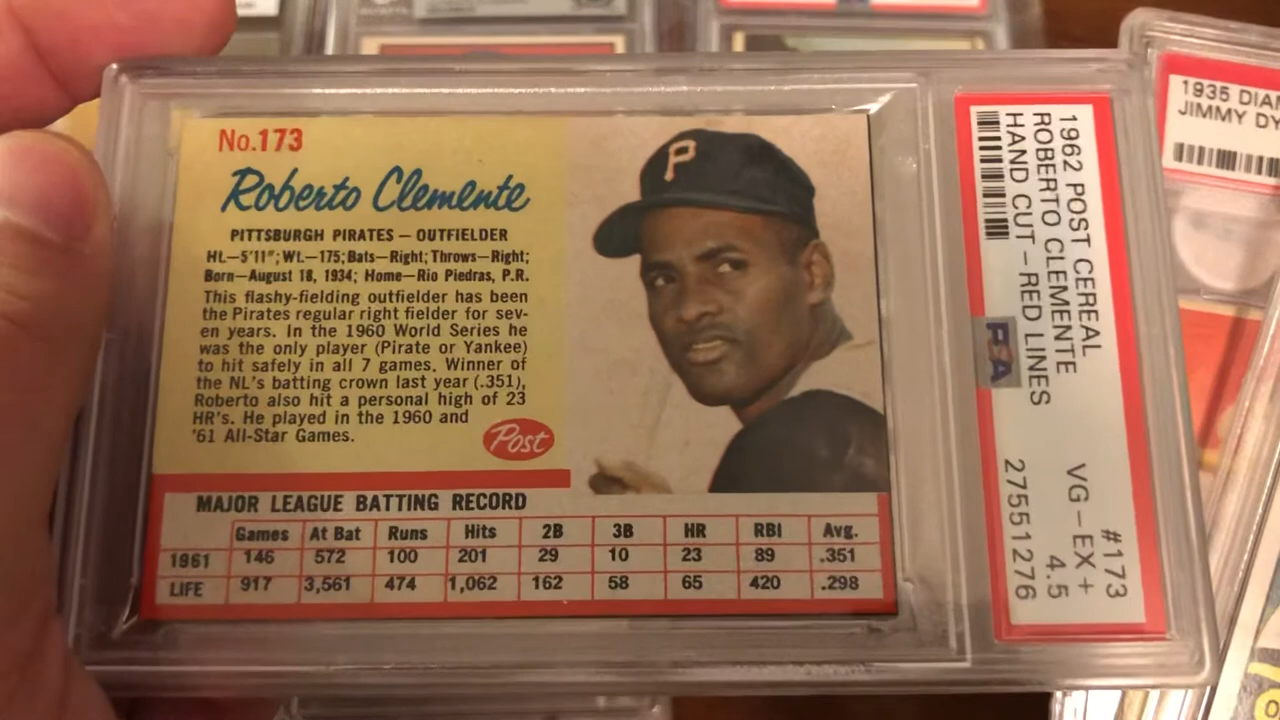 No.173
Roberto Clemente
PITTSBURGH PIRATES — OUTFIELDER
Ht.—5'11"; Wt.—175; Bats—Right; Throws—Right;
Born—August 18, 1934; Home—Rio Piedras, P.R.
This flashy-fielding outfielder has been
the Pirates regular right fielder for sev-
en years. In the 1960 World Series he
was the only player (Pirate or Yankee)
to hit safely in all 7 games. Winner of
the NL's batting crown last year (.351),
Roberto also hit a personal high of 23
HR's. He played in the 1960 and
'61 All-Star Games.
Post
P
MAJOR LEAGUE BATTING RECORD
Games At Bat Runs Hits 2B 3B HR RBI Avg.
1961 146 572 100 201 29 10 23 89 .351
LIFE 917 3,561 474 1,062 162 58 65 420 .298
1962 POST CEREAL #173
ROBERTO CLEMENTE VG-EX+
HAND CUT-RED LINES 4.5
27551276
PSA
1935 DIA
JIMMY DY